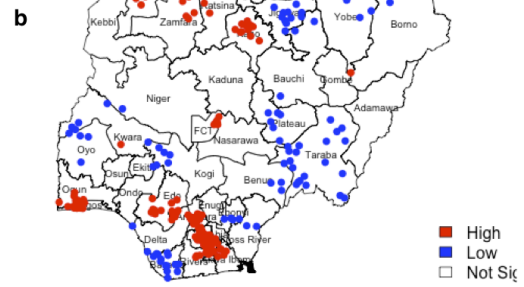 b
Kebbi
Zamfara
Katsina
Yobe
Borno
Kaduna
Bauchi
Gombe
Niger
Adamawa
FCT
Plateau
Nasarawa
Kwara
Oyo
Taraba
Osun
Ekiti
Kogi
Benue
Ogun
Ondo
Edo
Enugu
Delta
Cross River
Rivers
High
Low
Not Sig